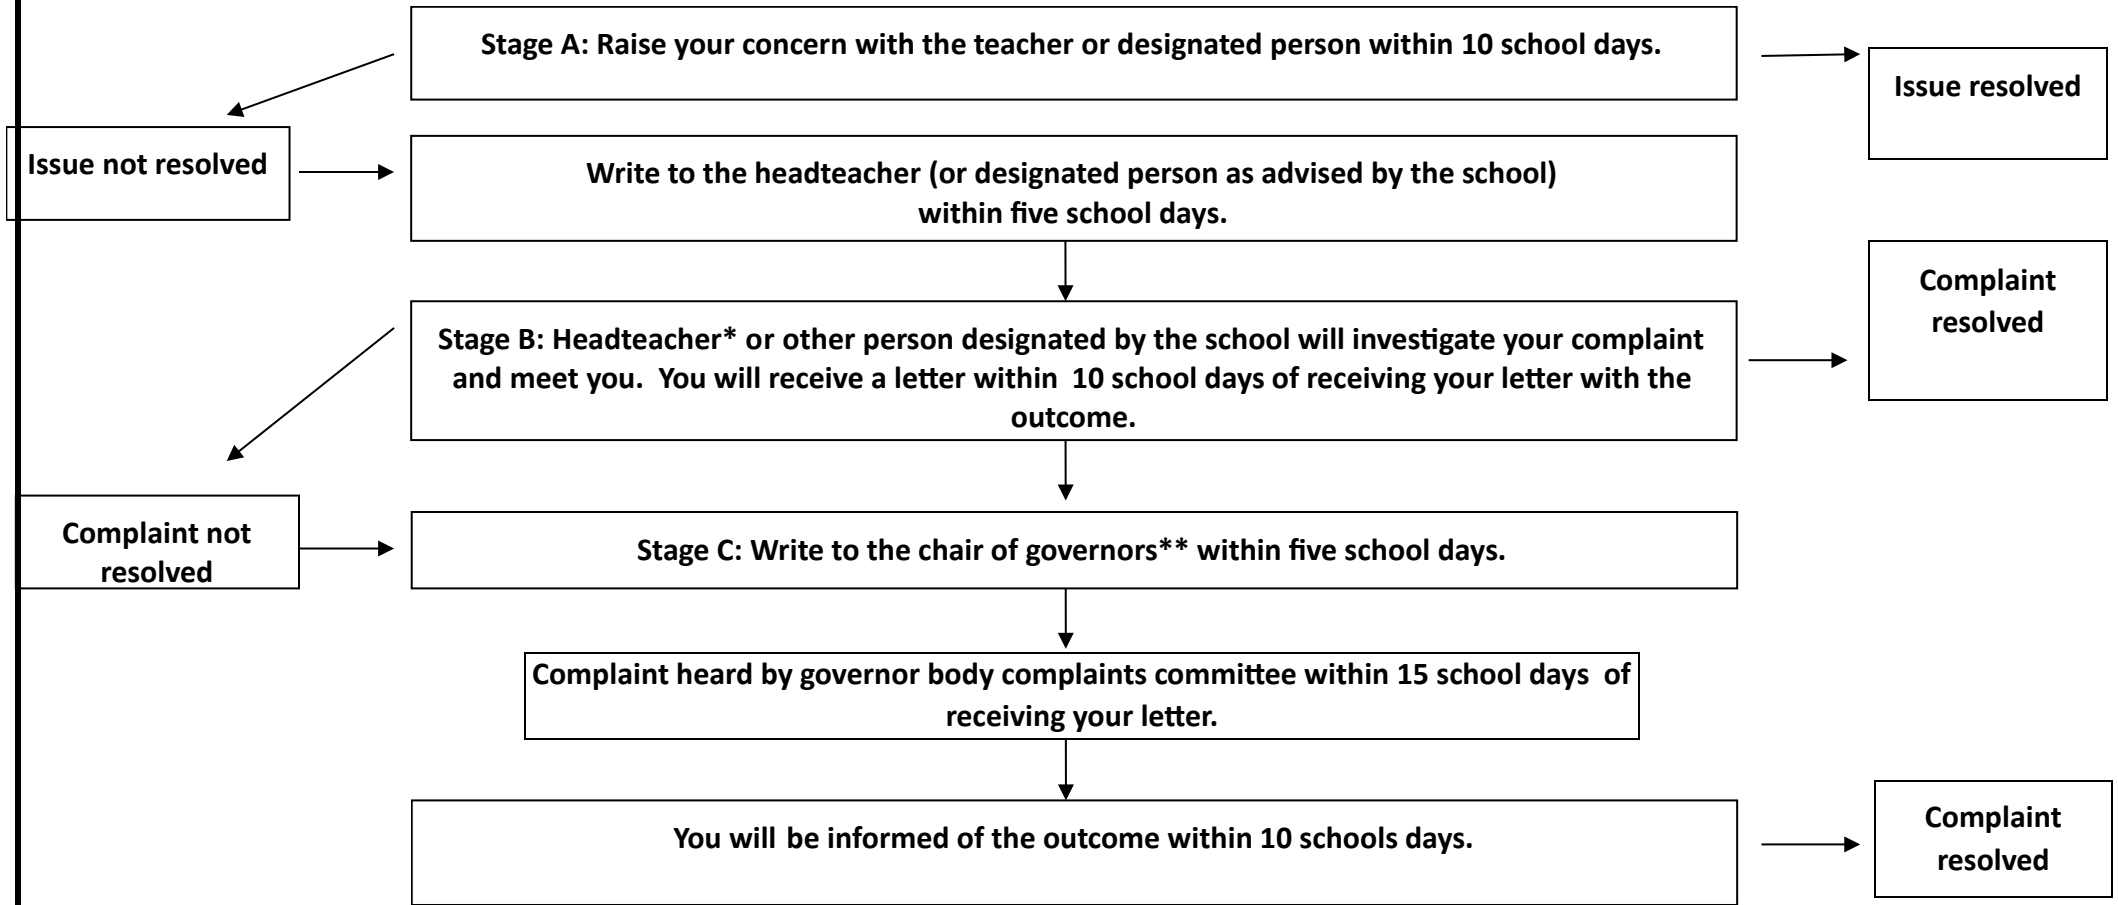 Stage A: Raise your concern with the teacher or designated person within 10 school days.
Issue resolved
Issue not resolved
Write to the headteacher (or designated person as advised by the school)
within five school days.
Complaint
resolved
Stage B: Headteacher* or other person designated by the school will investigate your complaint
and meet you.  You will receive a letter within  10 school days of receiving your letter with the
outcome.
Complaint not
resolved
Stage C: Write to the chair of governors** within five school days.
Complaint heard by governor body complaints committee within 15 school days  of
receiving your letter.
You will be informed of the outcome within 10 schools days.
Complaint
resolved